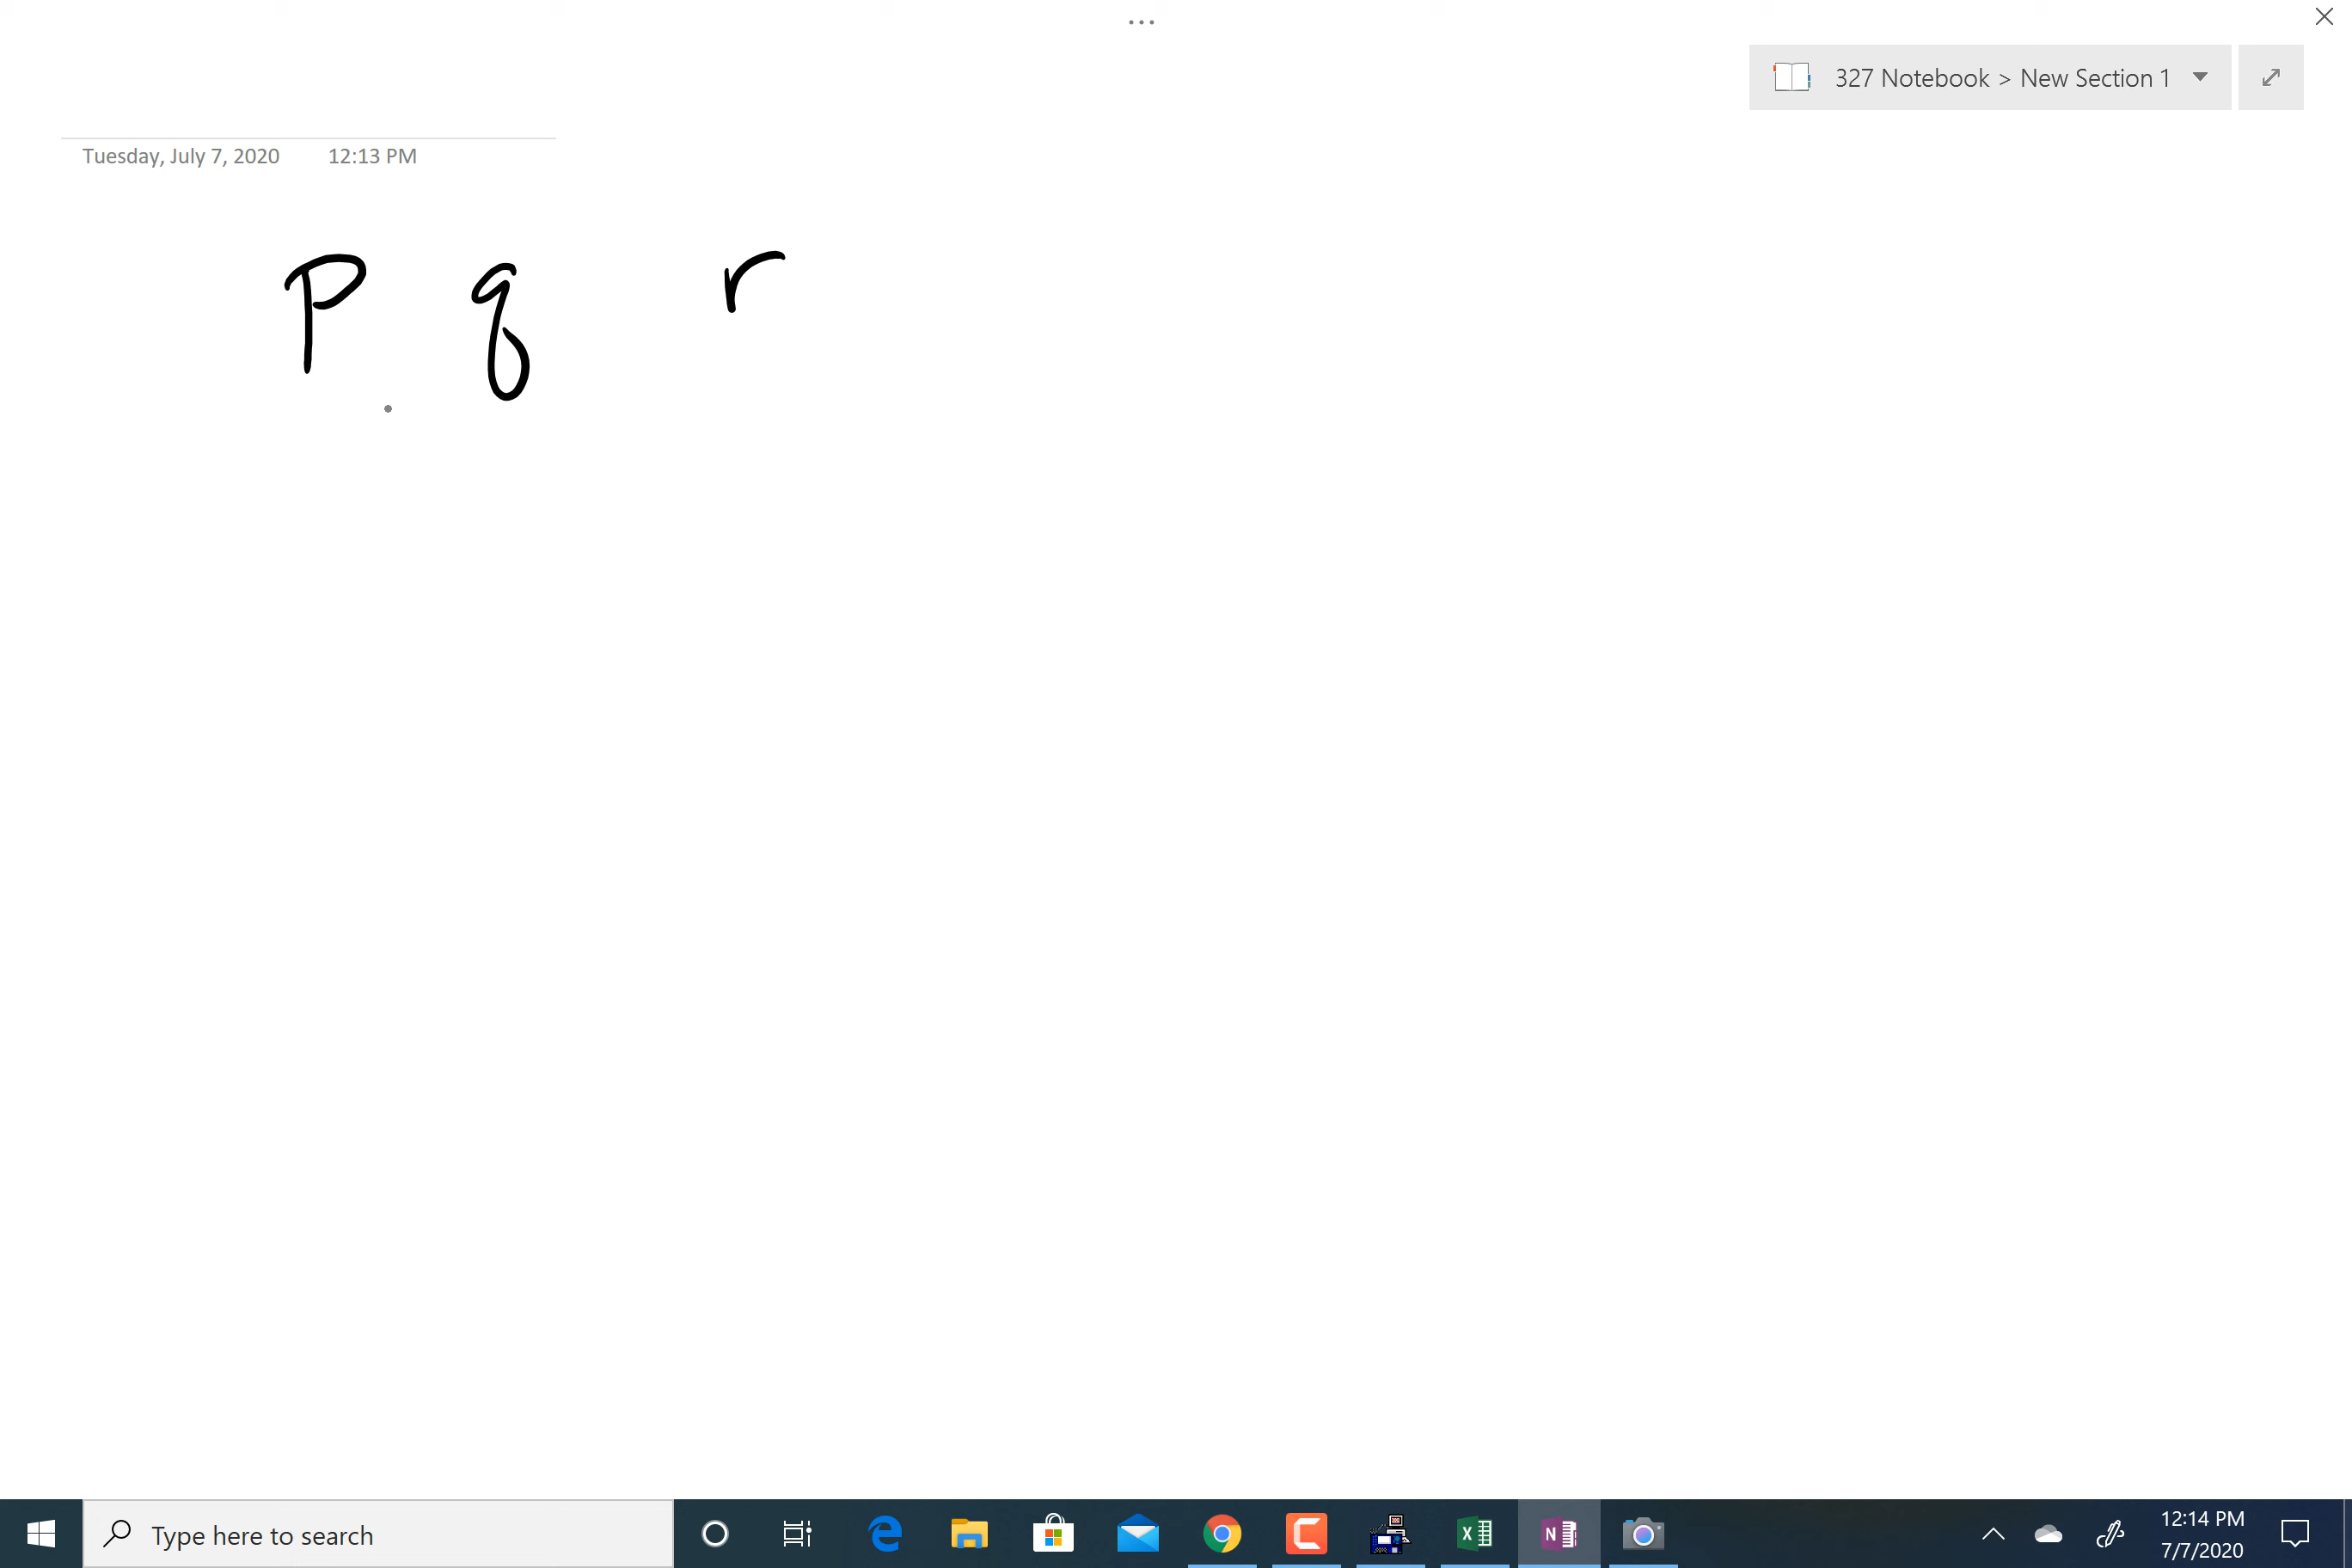 327 Notebook > New Section 1
Tuesday, July 7, 2020 12:13 PM
p q r
Type here to search
12:14 PM
7/7/2020